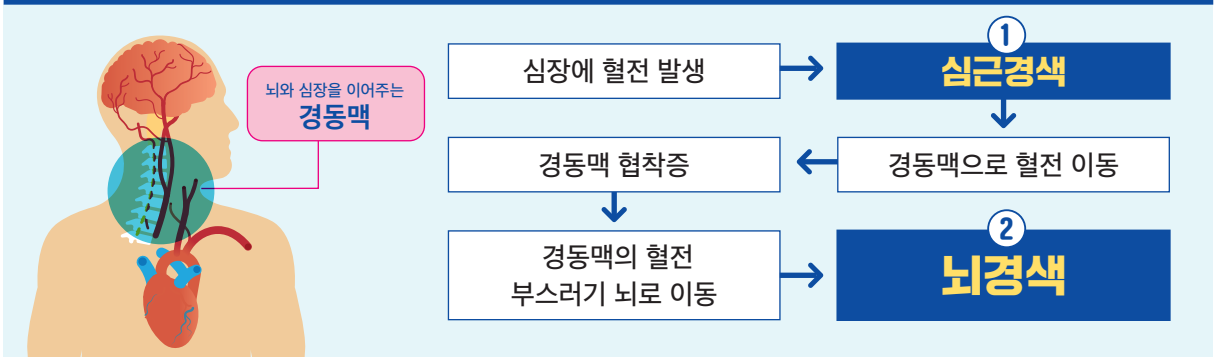 뇌와 심장을 이어주는
경동맥
심장에 혈전 발생
1
심근경색
경동맥으로 혈전 이동
경동맥 협착증
경동맥의 혈전
부스러기 뇌로 이동
2
뇌경색